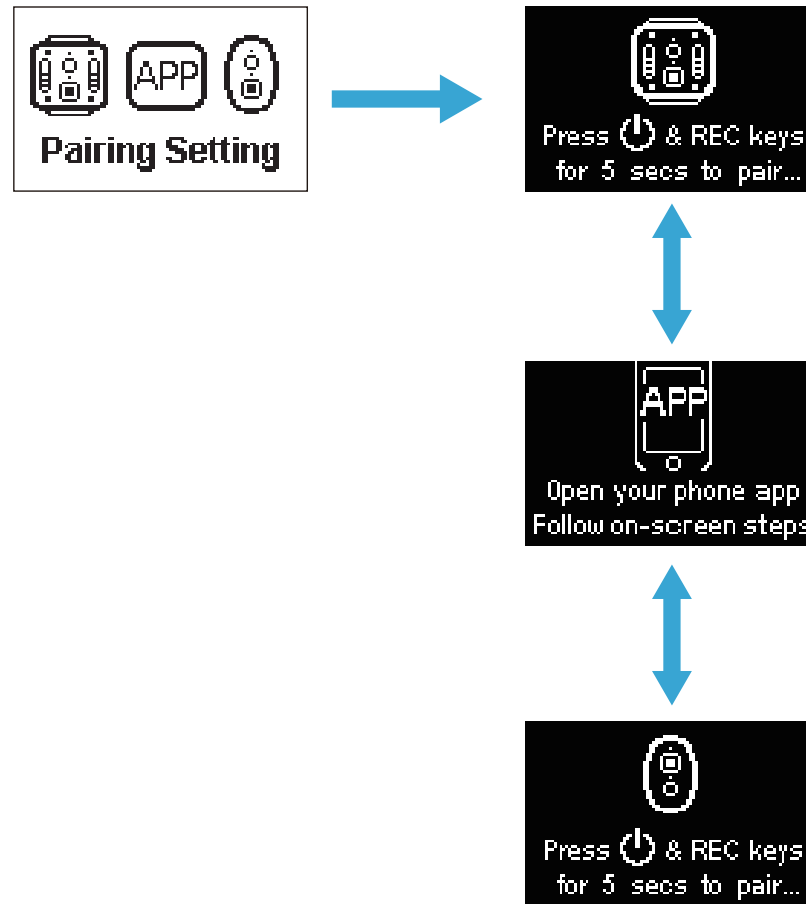 APP
Pairing Setting
Press & REC keys
for 5 secs to pair...
APP
Open your phone app
Follow on-screen steps
Press & REC keys
for 5 secs to pair...